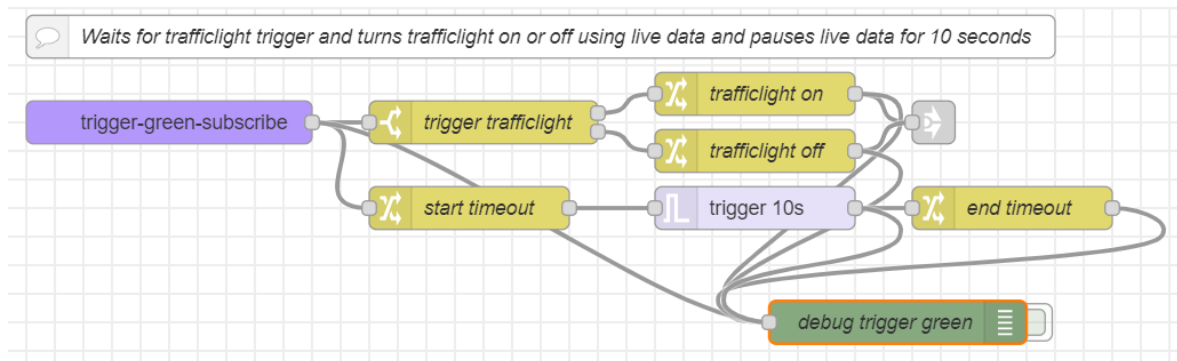 Waits for trafficlight trigger and turns trafficlight on or off using live data and pauses live data for 10 seconds
trafficlight on
trigger-green-subscribe
trigger trafficlight
trafficlight off
start timeout
trigger 10s
end timeout
debug trigger green